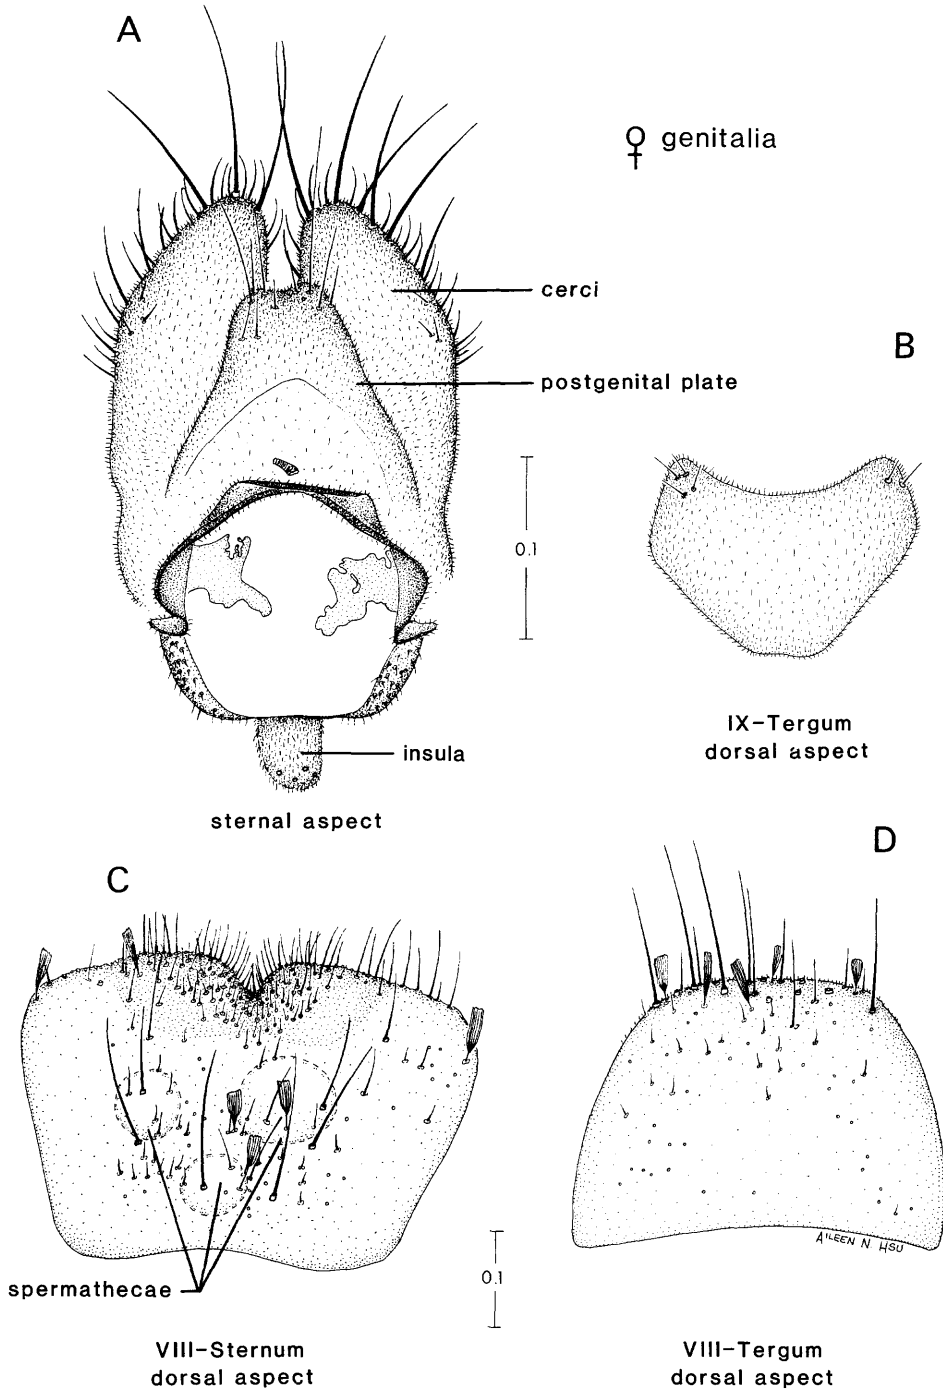 A
♀ genitalia
cerci
B
postgenital plate
0.1
IX-Tergum
dorsal aspect
insula
sternal aspect
D
C
AILEEN N. HSU
spermathecae
0.1
VIII-Sternum
dorsal aspect
VIII-Tergum
dorsal aspect